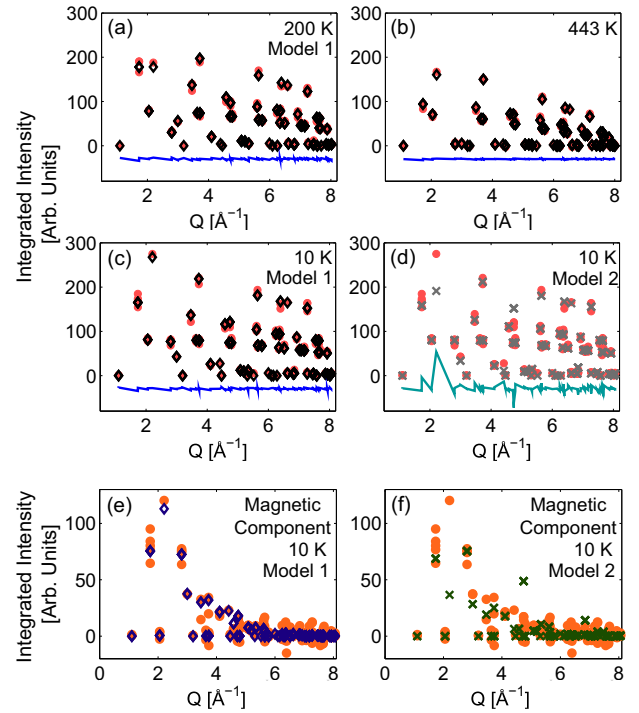 (a)
200 K
Model 1
(b)
443 K
300
200
100
0
2
4
6
8
Q [Å⁻¹]
2
4
6
8
Q [Å⁻¹]
Integrated Intensity
[Arb. Units]
(c)
10 K
Model 1
(d)
10 K
Model 2
300
200
100
0
2
4
6
8
Q [Å⁻¹]
2
4
6
8
Q [Å⁻¹]
(e)
Magnetic
Component
10 K
Model 1
(f)
Magnetic
Component
10 K
Model 2
100
50
0
0
2
4
6
8
Q [Å⁻¹]
100
50
0
0
2
4
6
8
Q [Å⁻¹]
Integrated Intensity
[Arb. Units]
300
200
100
0
300
200
100
0